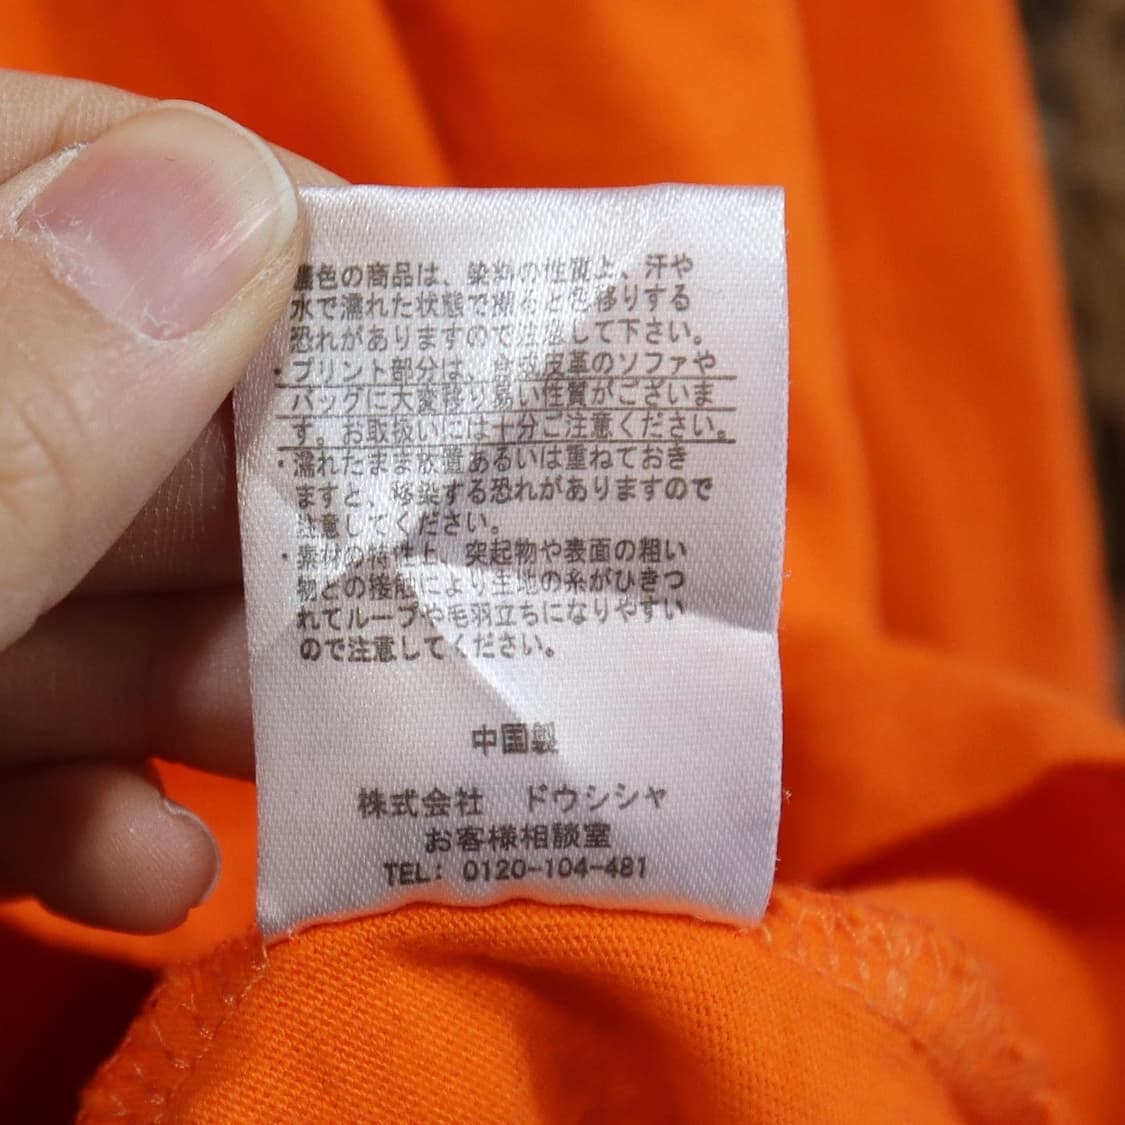 濃色の商品は、染料の性質上、汗や
水で濡れた状態で擦ると色移りする
恐れがありますので注意して下さい。
・プリント部分は、合成皮革のソファや
バッグに大変移り易い性質がございま
す。お取扱いには十分ご注意ください。
・濡れたまま放置あるいは重ねておき
ますと、移染する恐れがありますので
注意してください。
・素材の特性上、突起物や表面の粗い
物との接触により生地の糸がひきつ
れてループや毛羽立ちになりやすい
ので注意してください。
中国製
株式会社 ドウシシャ
お客様相談室
TEL: 0120-104-481